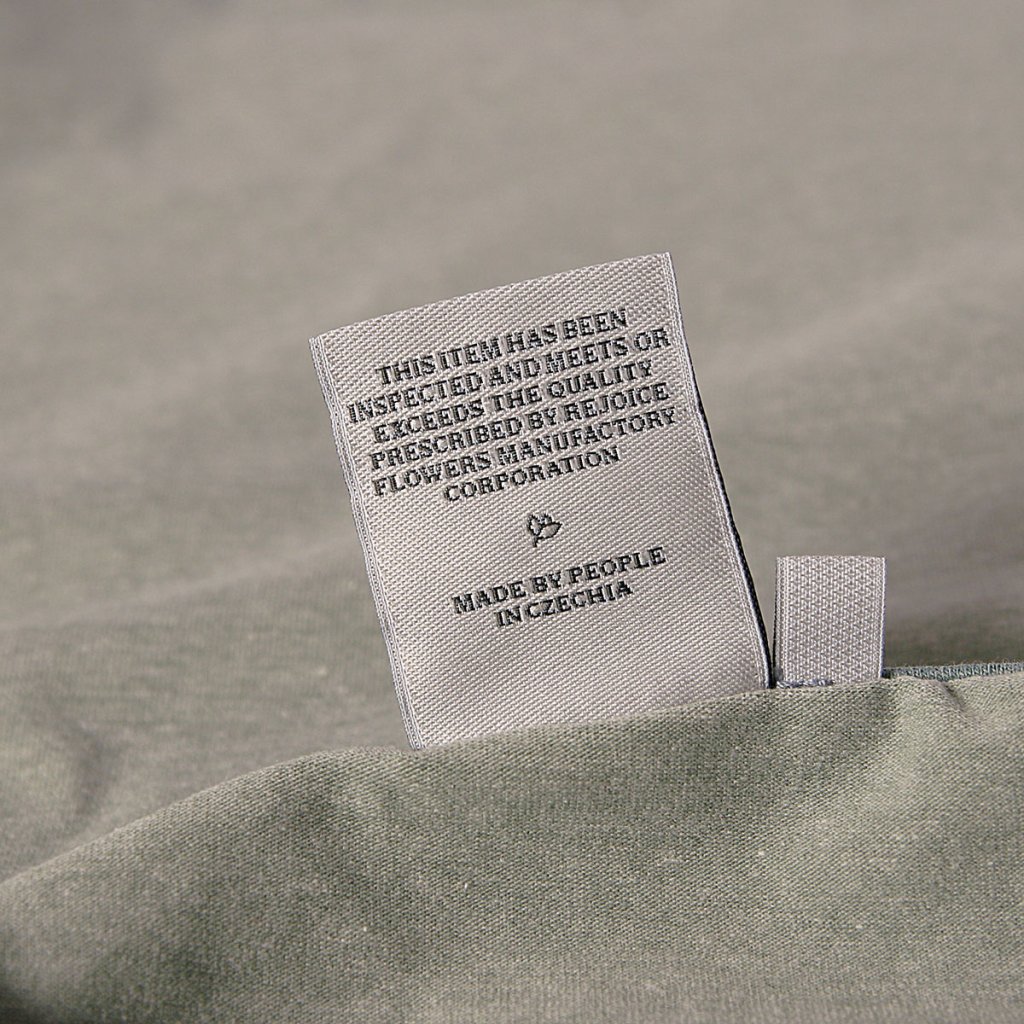 THIS ITEM HAS BEEN
INSPECTED AND MEETS OR
EXCEEDS THE QUALITY
PRESCRIBED BY REJOICE
FLOWERS MANUFACTORY
CORPORATION
MADE BY PEOPLE
IN CZECHIA